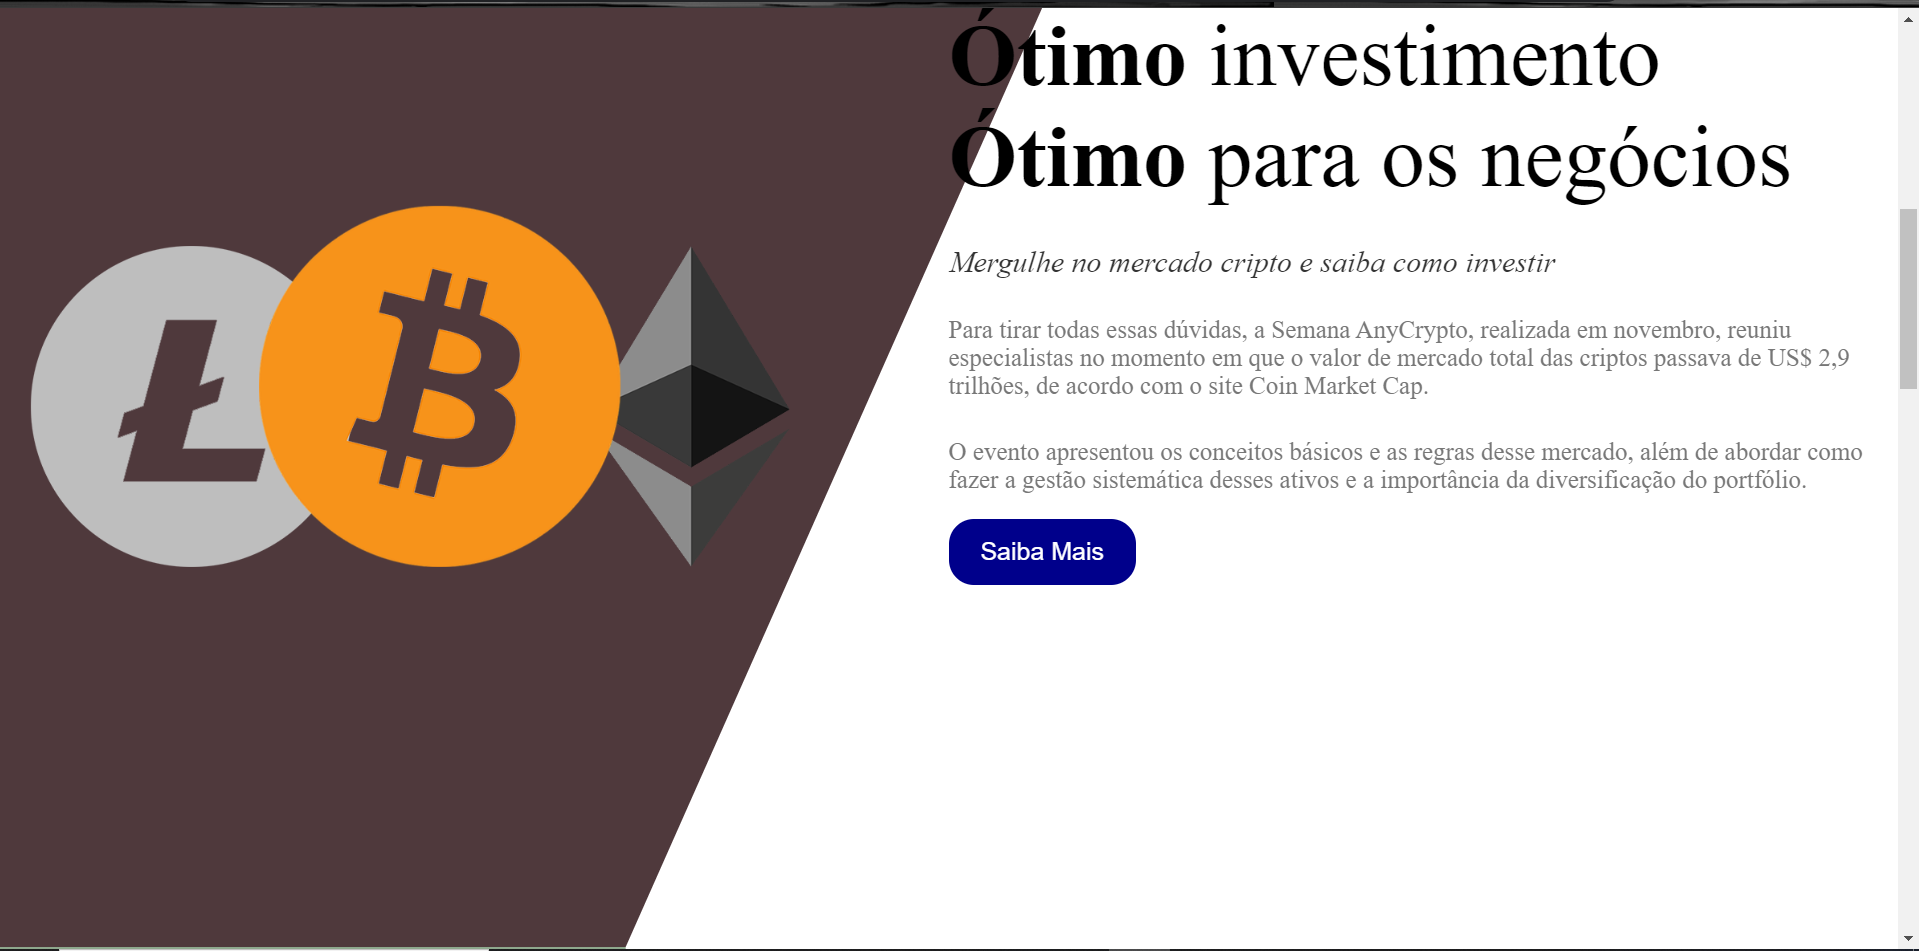 Ótimo investimento
Ótimo para os negócios
Mergulhe no mercado cripto e saiba como investir
Para tirar todas essas dúvidas, a Semana AnyCrypto, realizada em novembro, reuniu
especialistas no momento em que o valor de mercado total das criptos passava de US$ 2,9
trilhões, de acordo com o site Coin Market Cap.
O evento apresentou os conceitos básicos e as regras desse mercado, além de abordar como
fazer a gestão sistemática desses ativos e a importância da diversificação do portfólio.
Saiba Mais